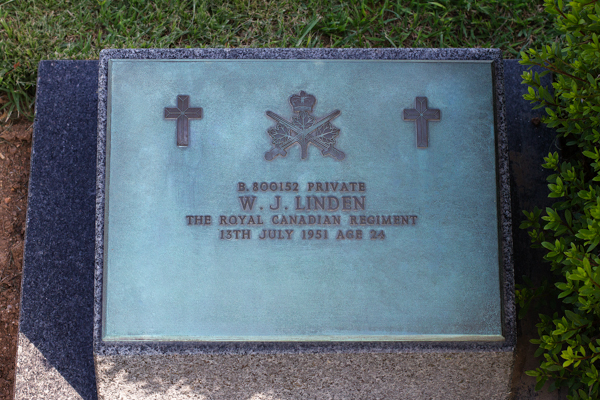 B. 800152 PRIVATE
W. J. LINDEN
THE ROYAL CANADIAN REGIMENT
13TH JULY 1951 AGE 24